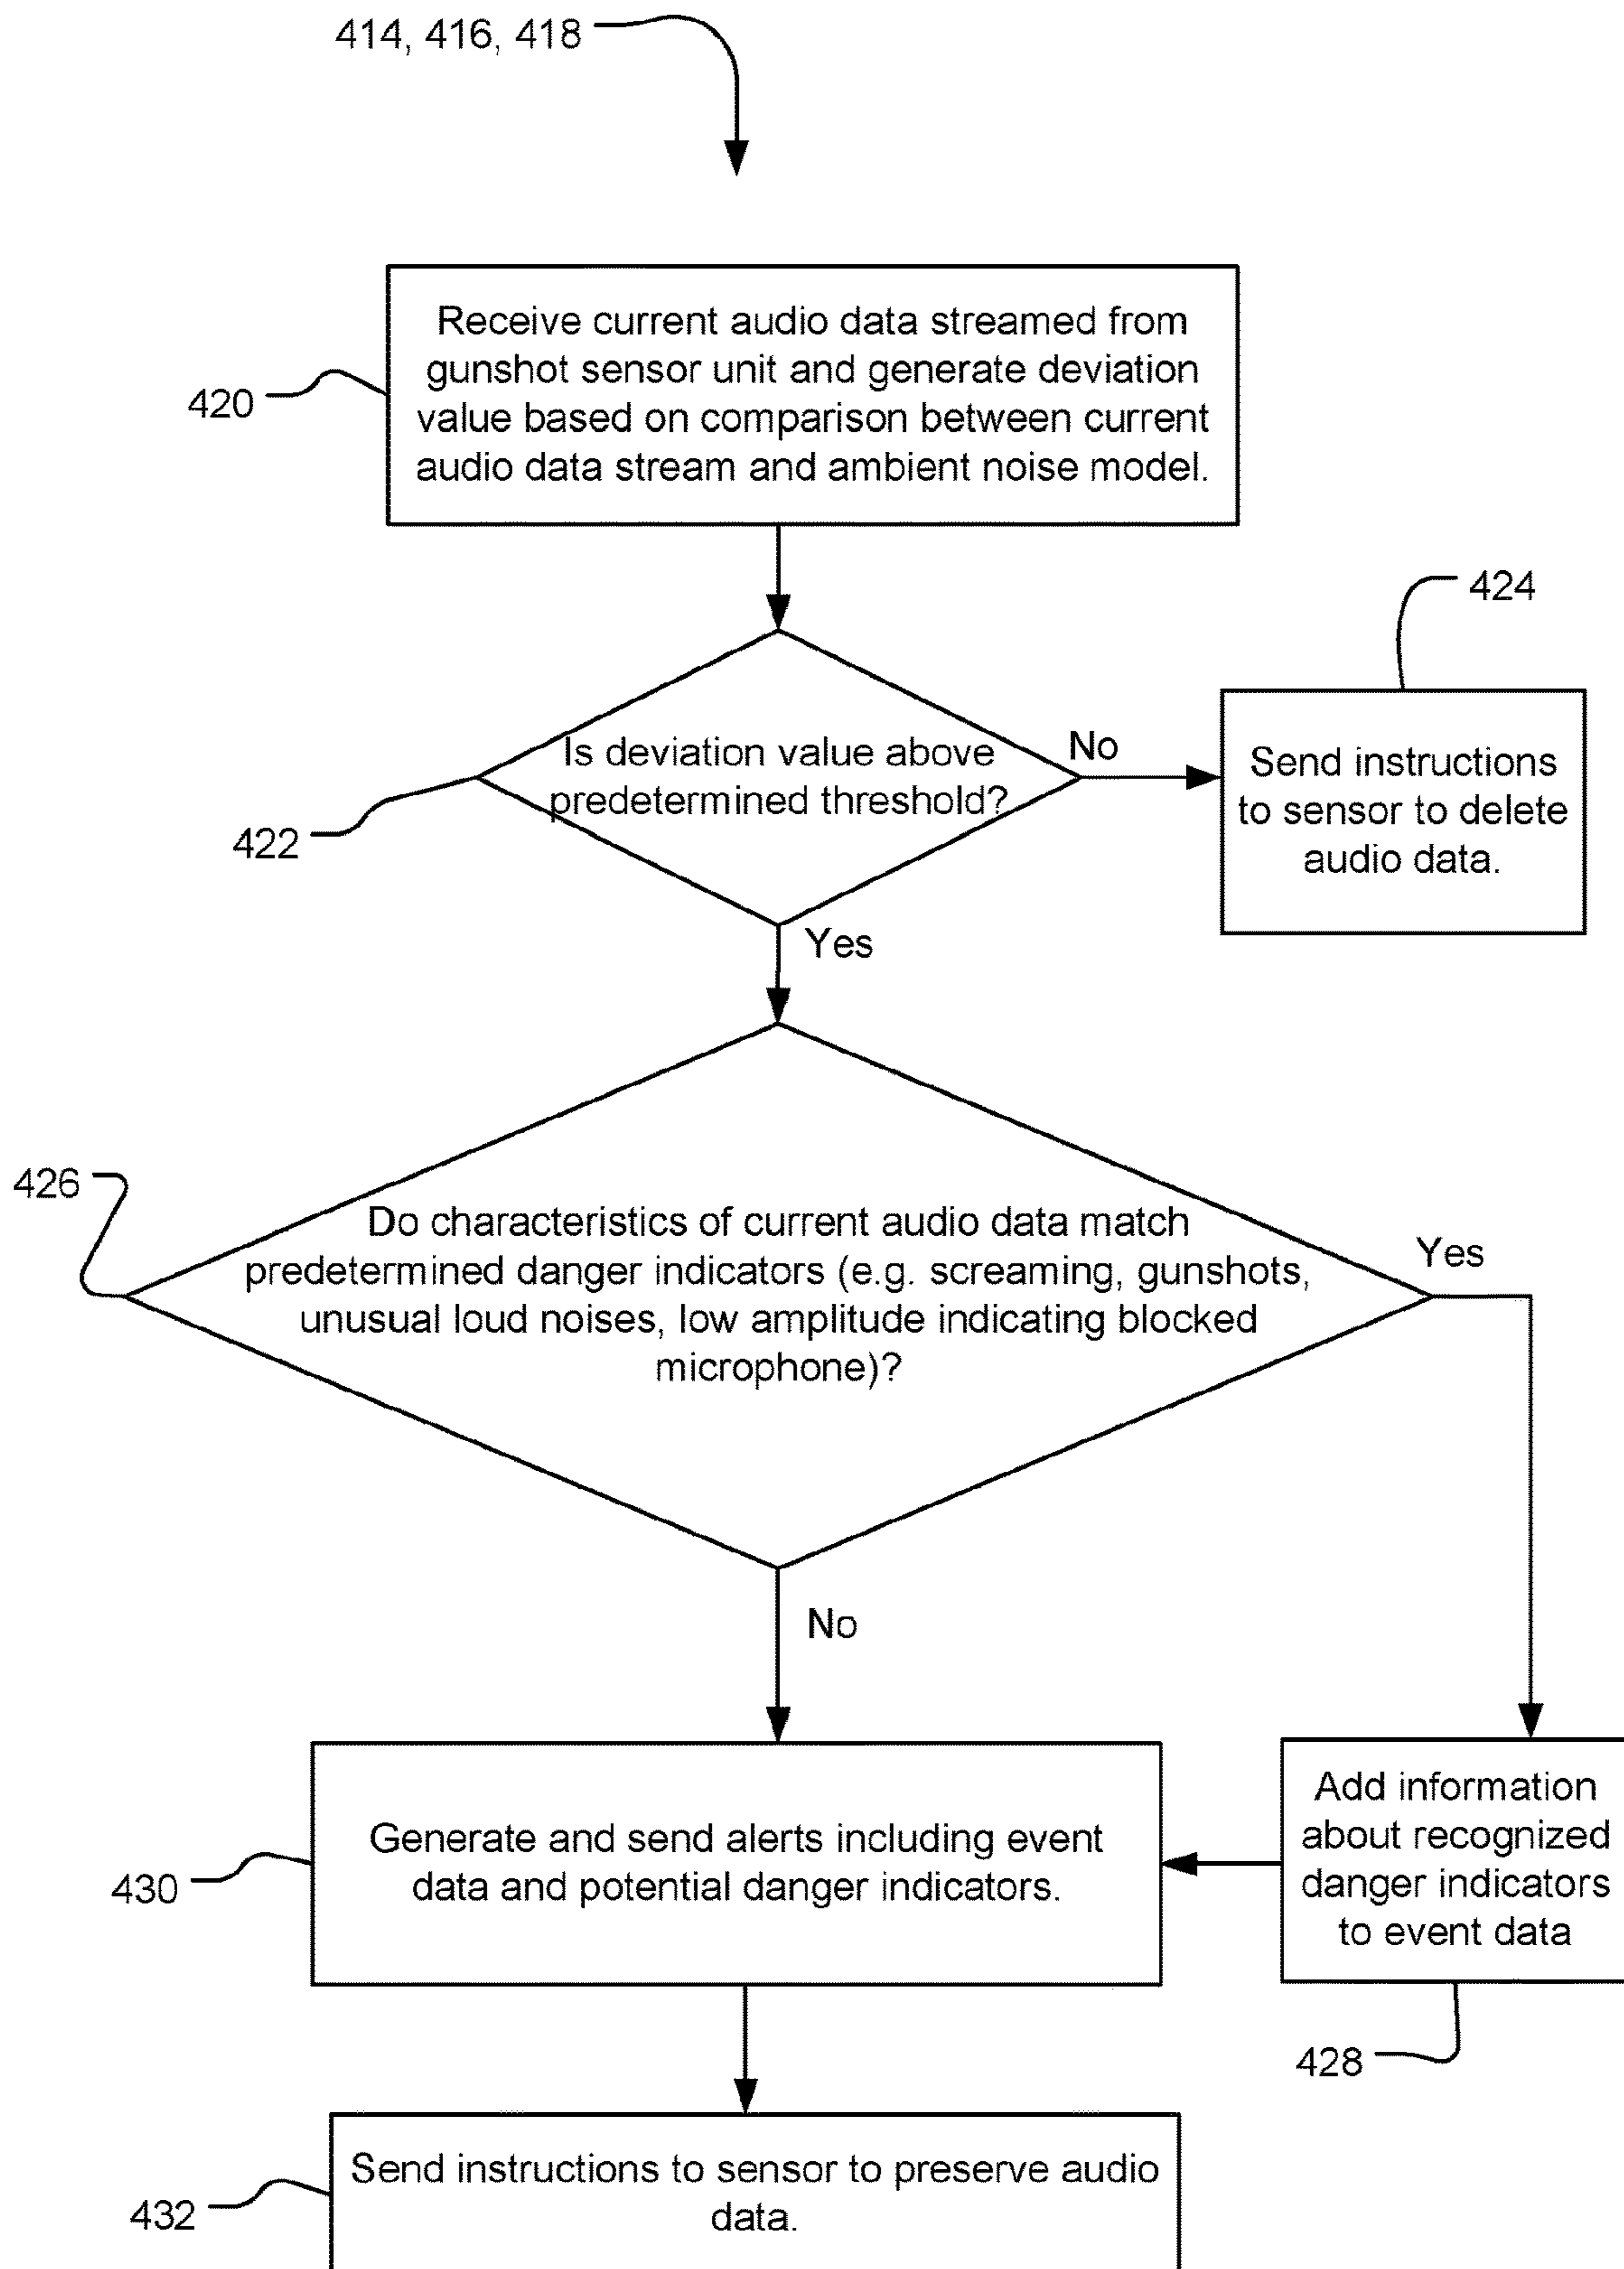 414, 416, 418
Receive current audio data streamed from
gunshot sensor unit and generate deviation
value based on comparison between current
audio data stream and ambient noise model.
420
424
Is deviation value above
predetermined threshold?
No
Send instructions
to sensor to delete
audio data.
422
Yes
426
Do characteristics of current audio data match
predetermined danger indicators (e.g. screaming, gunshots,
unusual loud noises, low amplitude indicating blocked
microphone)?
Yes
No
Generate and send alerts including event
data and potential danger indicators.
430
Add information
about recognized
danger indicators
to event data
428
Send instructions to sensor to preserve audio
data.
432